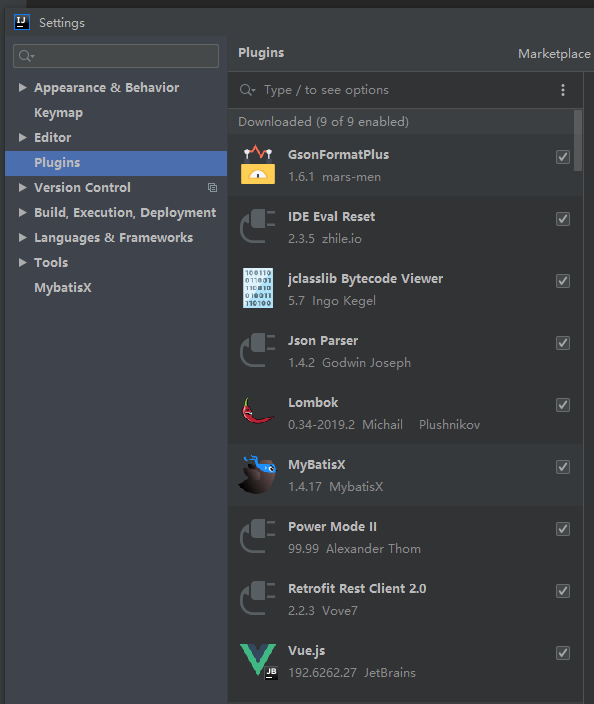 Settings
Appearance & Behavior
Keymap
Editor
Plugins
Version Control
Build, Execution, Deployment
Languages & Frameworks
Tools
MybatisX
Plugins
Marketplace
Type / to see options
Downloaded (9 of 9 enabled)
GsonFormatPlus
1.6.1 mars-men
IDE Eval Reset
2.3.5 zhile.io
jclasslib Bytecode Viewer
5.7 Ingo Kegel
Json Parser
1.4.2 Godwin Joseph
Lombok
0.34-2019.2 Michail Plushnikov
MyBatisX
1.4.17 MybatisX
Power Mode II
99.99 Alexander Thom
Retrofit Rest Client 2.0
2.2.3 Vove7
Vue.js
192.6262.27 JetBrains